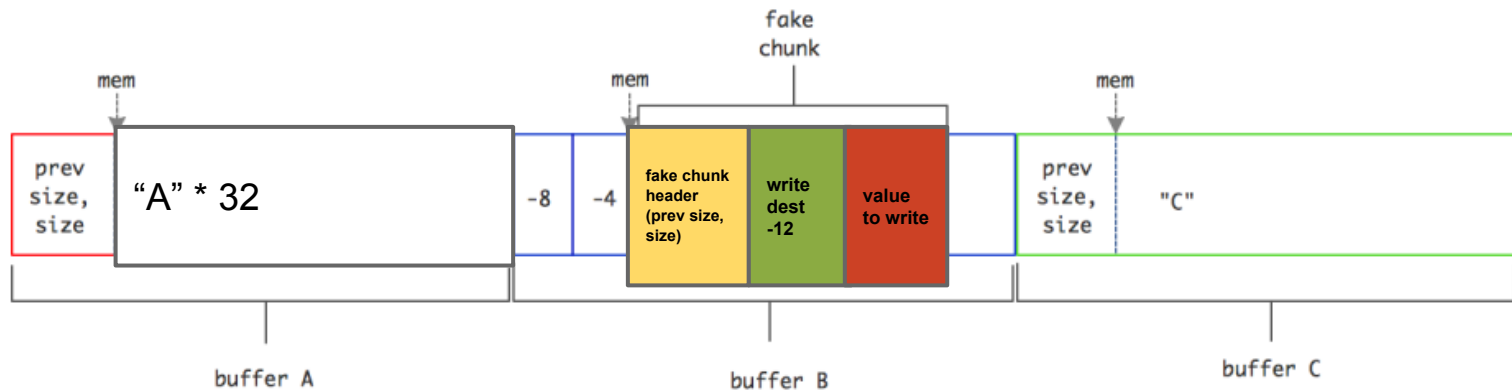 fake
chunk
mem
mem
mem
prev
size,
size
“A” * 32
-8
-4
fake chunk
header
(prev size,
size)
write
dest
-12
value
to write
prev
size,
size
"C"
buffer A
buffer B
buffer C